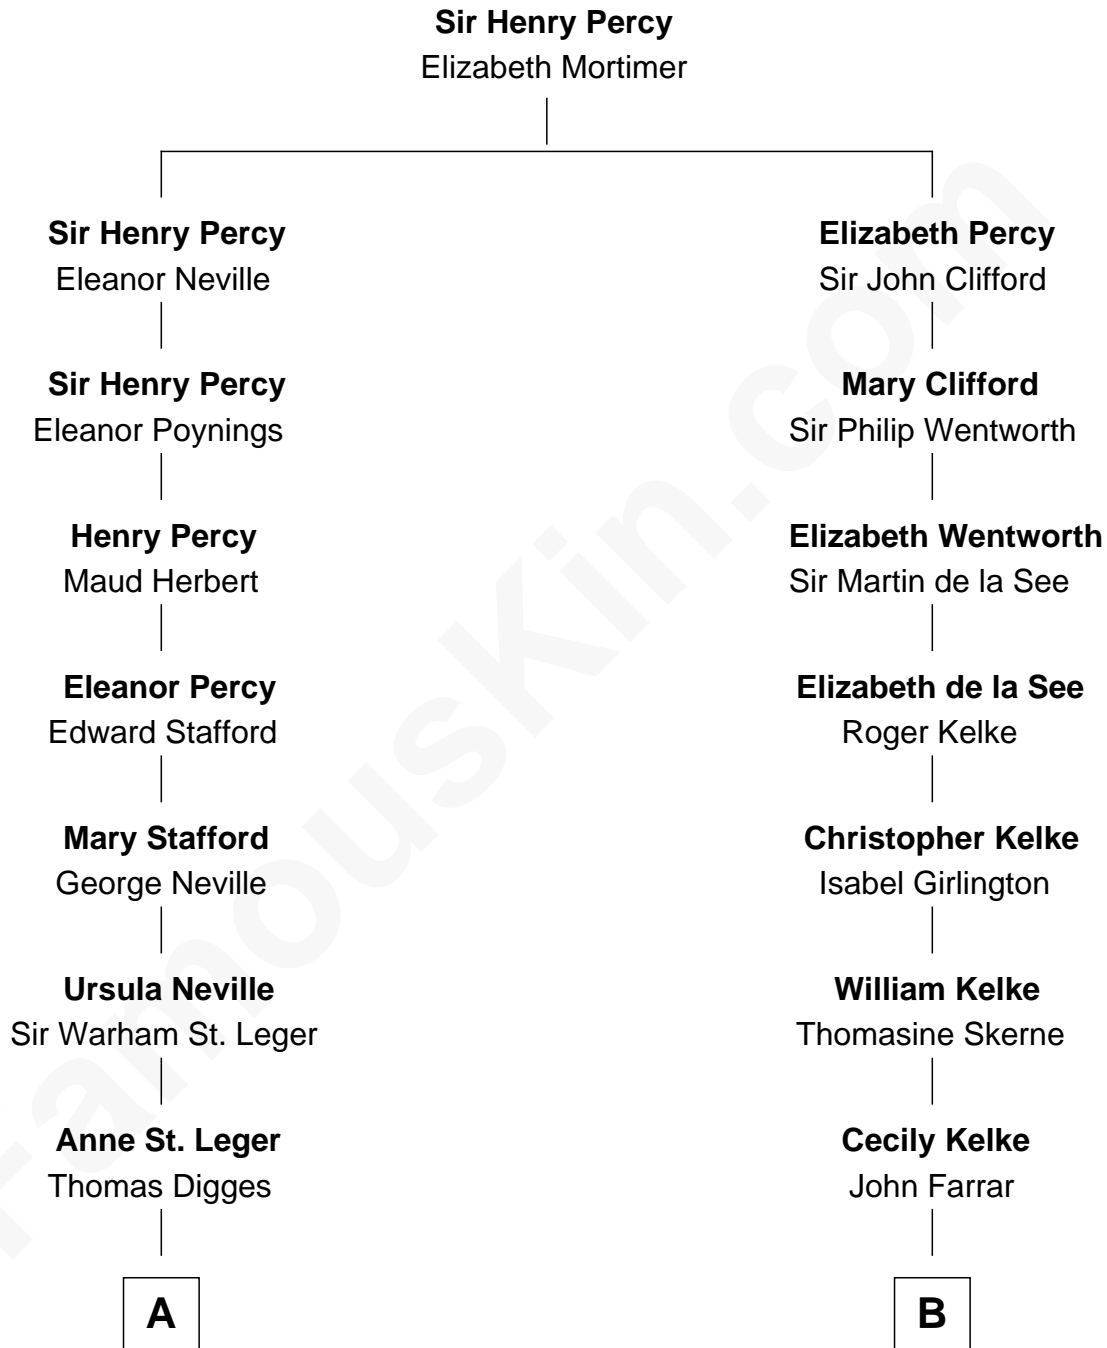 Sir Henry Percy
Elizabeth Mortimer
Sir Henry Percy
Eleanor Neville
Sir Henry Percy
Eleanor Poynings
Henry Percy
Maud Herbert
Eleanor Percy
Edward Stafford
Mary Stafford
George Neville
Ursula Neville
Sir Warham St. Leger
Anne St. Leger
Thomas Digges
A
Elizabeth Percy
Sir John Clifford
Mary Clifford
Sir Philip Wentworth
Elizabeth Wentworth
Sir Martin de la See
Elizabeth de la See
Roger Kelke
Christopher Kelke
Isabel Girlington
William Kelke
Thomasine Skerne
Cecily Kelke
John Farrar
B
FamousKin.com